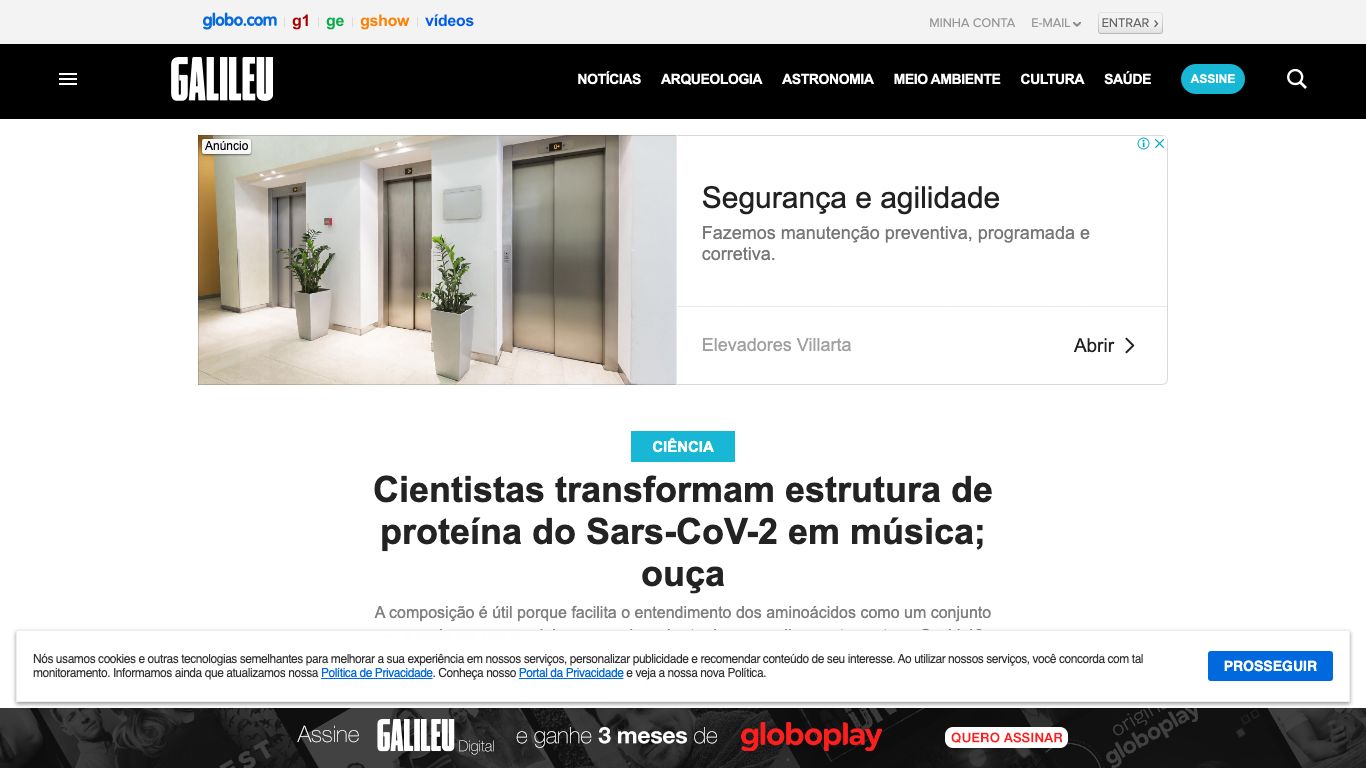 globo.com g1 ge gshow vídeos MINHA CONTA E-MAIL ENTRAR
GALILEU NOTÍCIAS ARQUEOLOGIA ASTRONOMIA MEIO AMBIENTE CULTURA SAÚDE ASSINE
Anúncio
Segurança e agilidade
Fazemos manutenção preventiva, programada e
corretiva.
Elevadores Villarta Abrir
CIÊNCIA
Cientistas transformam estrutura de
proteína do Sars-CoV-2 em música;
ouça
A composição é útil porque facilita o entendimento dos aminoácidos como um conjunto
Nós usamos cookies e outras tecnologias semelhantes para melhorar a sua experiência em nossos serviços, personalizar publicidade e recomendar conteúdo de seu interesse. Ao utilizar nossos serviços, você concorda com tal
monitoramento. Informamos ainda que atualizamos nossa Política de Privacidade. Conheça nosso Portal da Privacidade e veja a nossa nova Política.
PROSSEGUIR
Assine GALILEU Digital e ganhe 3 meses de globoplay QUERO ASSINAR
original
globoplay